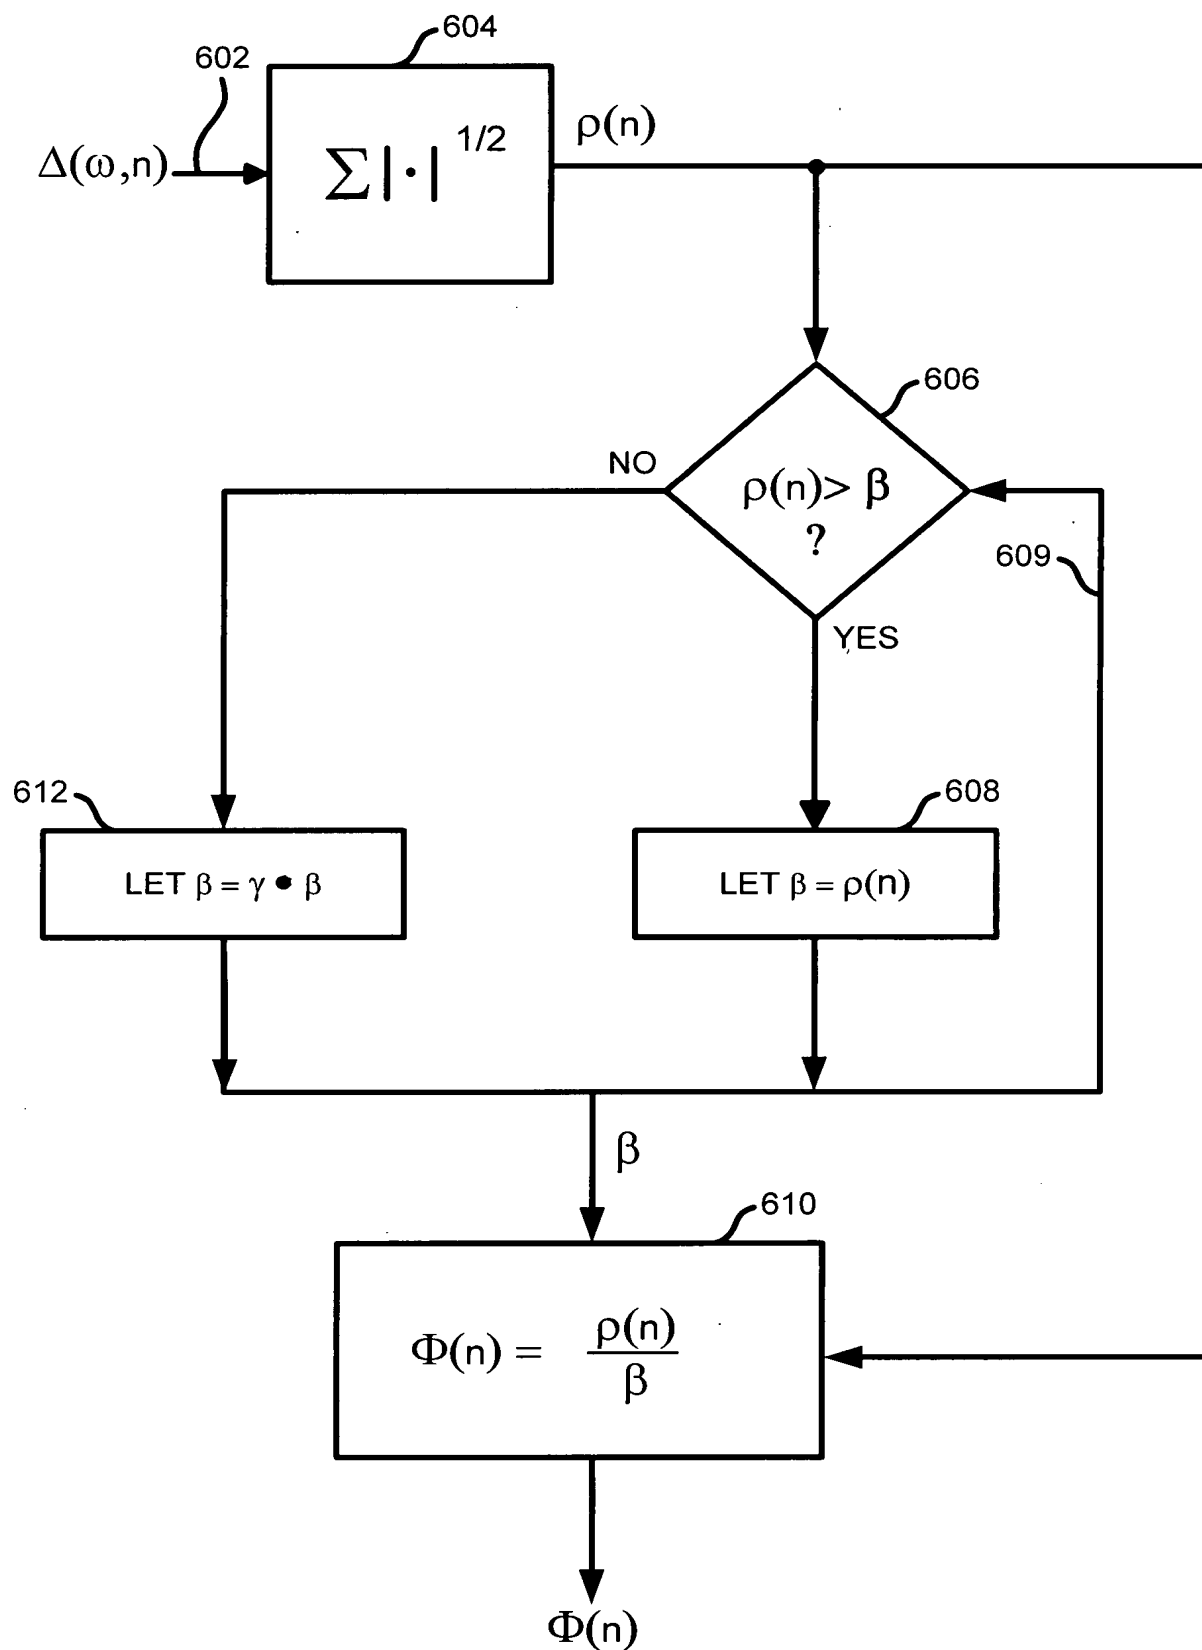 604
602
Δ(ω,n)
∑|·| 1/2
ρ(n)
606
NO
ρ(n)> β
?
609
YES
612
608
LET β = γ • β
LET β = ρ(n)
β
610
Φ(n) = ρ(n)
β
Φ(n)